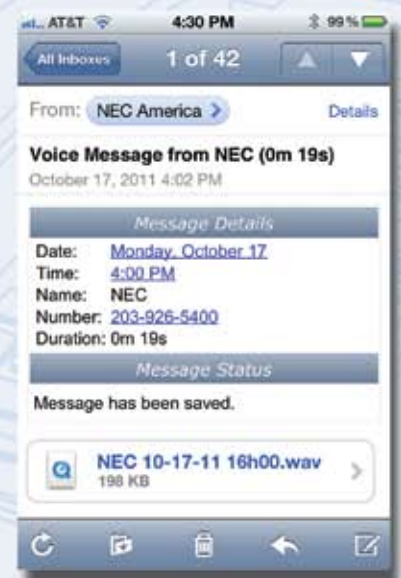 AT&T 4:30 PM 99%
All Inboxes 1 of 42
From: NEC America Details
Voice Message from NEC (0m 19s)
October 17, 2011 4:02 PM
Message Details
Date: Monday, October 17
Time: 4:00 PM
Name: NEC
Number: 203-926-5400
Duration: 0m 19s
Message Status
Message has been saved.
NEC 10-17-11 16h00.wav
198 KB